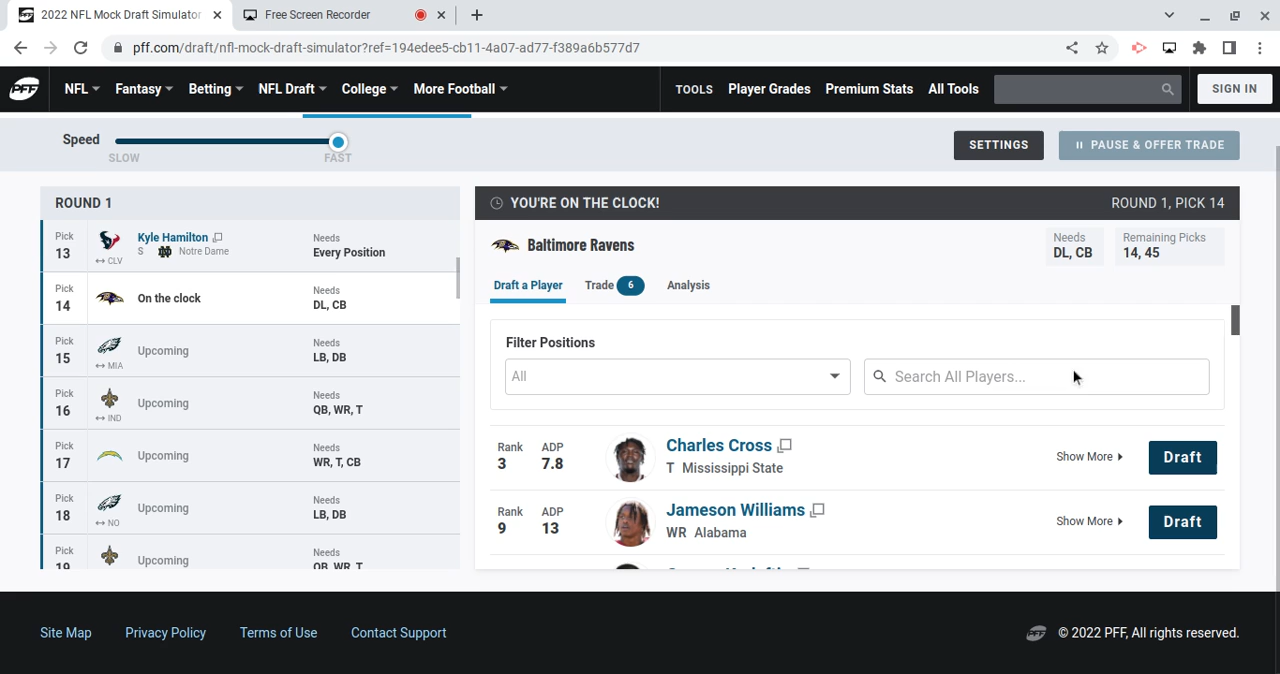 2022 NFL Mock Draft Simulator
Free Screen Recorder
pff.com/draft/nfl-mock-draft-simulator?ref=194edee5-cb11-4a07-ad77-f389a6b577d7
PFF NFL Fantasy Betting NFL Draft College More Football TOOLS Player Grades Premium Stats All Tools SIGN IN
Speed
SLOW FAST
SETTINGS
PAUSE & OFFER TRADE
ROUND 1
Pick 13
CLV
Kyle Hamilton
S Notre Dame
Needs
Every Position
Pick 14
On the clock
Needs
DL, CB
Pick 15
MIA
Upcoming
Needs
LB, DB
Pick 16
IND
Upcoming
Needs
QB, WR, T
Pick 17
Upcoming
Needs
WR, T, CB
Pick 18
NO
Upcoming
Needs
LB, DB
Pick 19
Upcoming
Needs
QB, WR, T
YOU'RE ON THE CLOCK!
ROUND 1, PICK 14
Baltimore Ravens
Needs
DL, CB
Remaining Picks
14, 45
Draft a Player
Trade 6
Analysis
Filter Positions
All
Search All Players...
Rank 3
ADP 7.8
Charles Cross
T Mississippi State
Show More
Draft
Rank 9
ADP 13
Jameson Williams
WR Alabama
Show More
Draft
Site Map Privacy Policy Terms of Use Contact Support
PFF © 2022 PFF, All rights reserved.